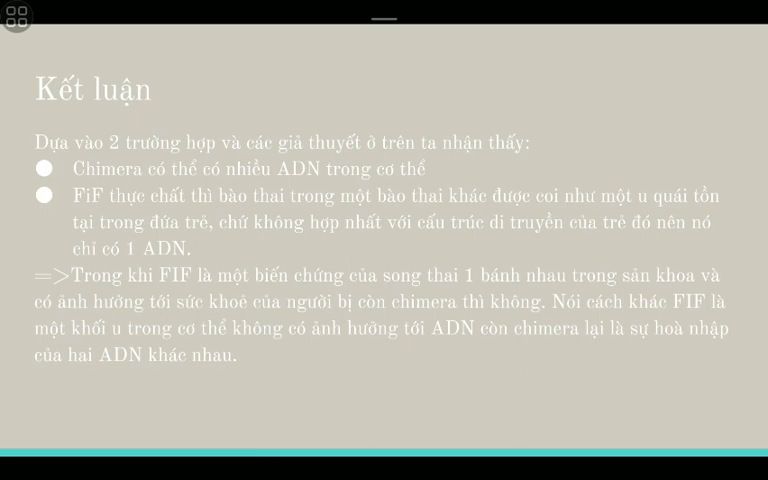 Kết luận
Dựa vào 2 trường hợp và các giả thuyết ở trên ta nhận thấy:
● Chimera có thể có nhiều ADN trong cơ thể
● FiF thực chất thì bào thai trong một bào thai khác được coi như một u quái tồn
tại trong đứa trẻ, chứ không hợp nhất với cấu trúc di truyền của trẻ đó nên nó
chỉ có 1 ADN.
=>Trong khi FIF là một biến chứng của song thai 1 bánh nhau trong sản khoa và
có ảnh hưởng tới sức khoẻ của người bị còn chimera thì không. Nói cách khác FIF là
một khối u trong cơ thể không có ảnh hưởng tới ADN còn chimera lại là sự hoà nhập
của hai ADN khác nhau.